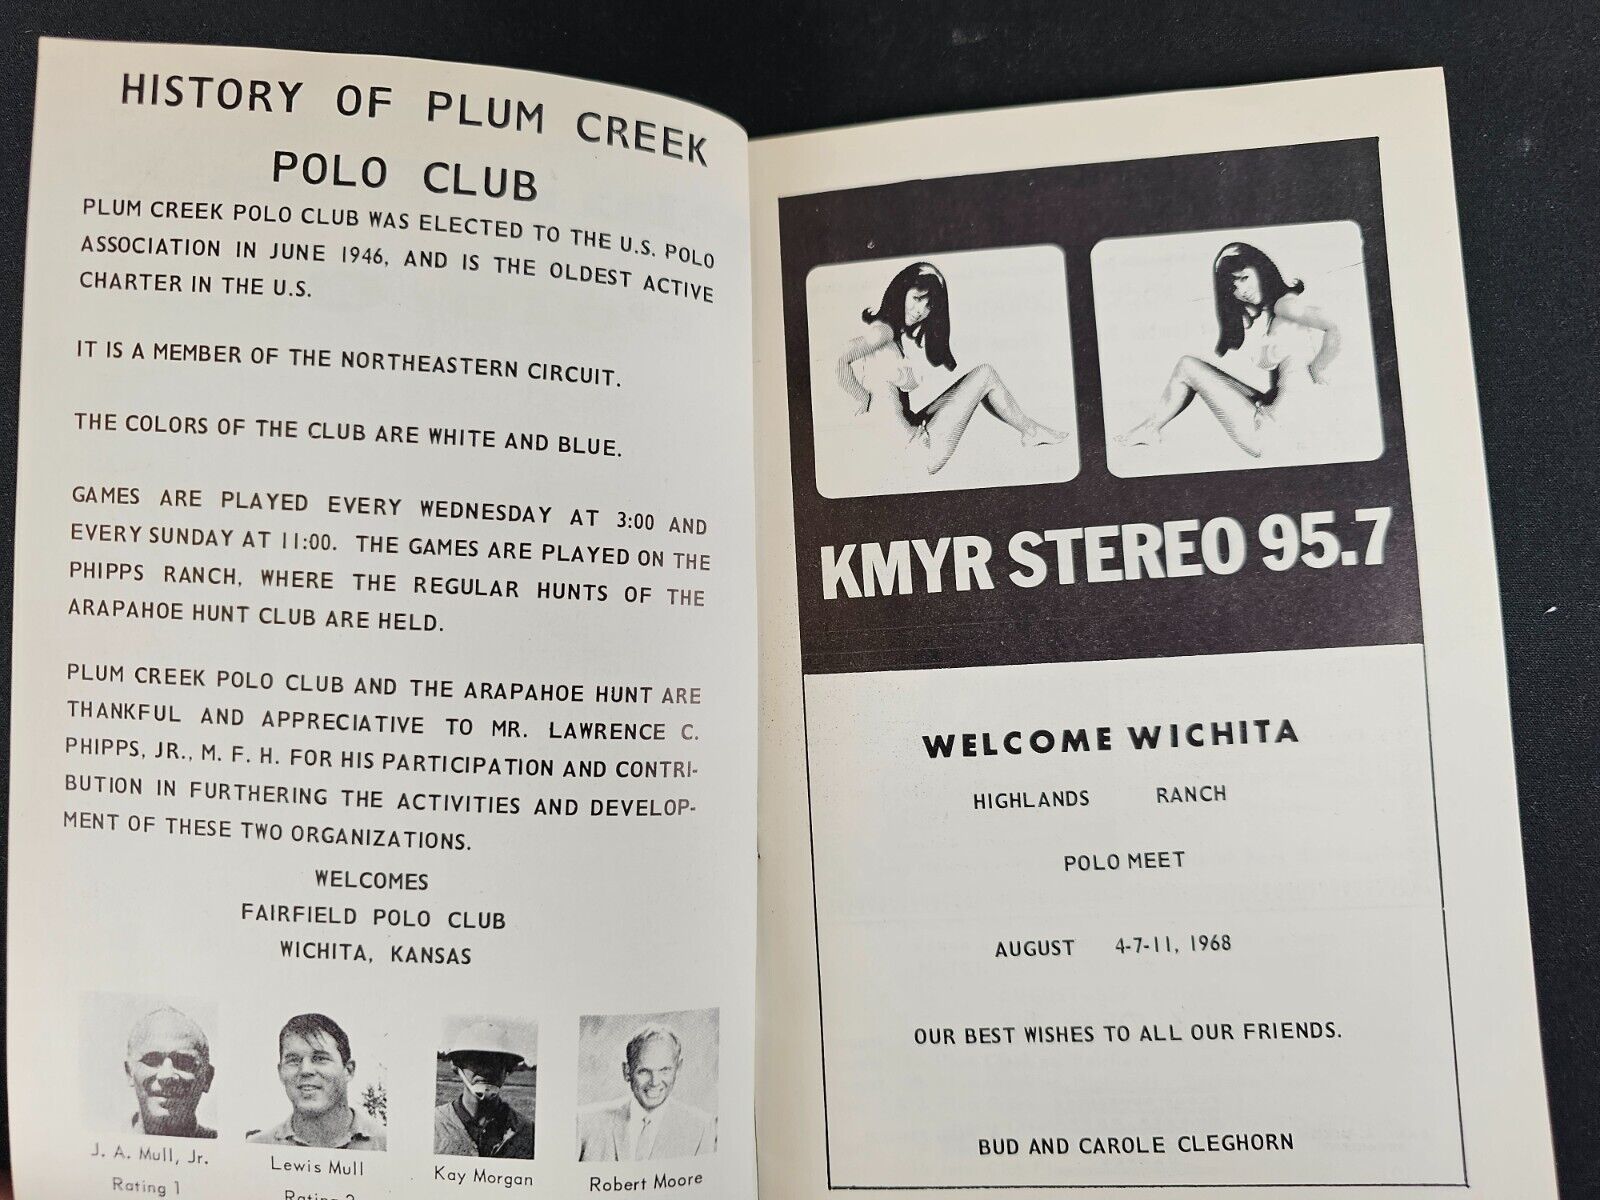 HISTORY OF PLUM CREEK
POLO CLUB
PLUM CREEK POLO CLUB WAS ELECTED TO THE U.S. POLO
ASSOCIATION IN JUNE 1946, AND IS THE OLDEST ACTIVE
CHARTER IN THE U.S.
IT IS A MEMBER OF THE NORTHEASTERN CIRCUIT.
THE COLORS OF THE CLUB ARE WHITE AND BLUE.
GAMES ARE PLAYED EVERY WEDNESDAY AT 3:00 AND
EVERY SUNDAY AT 11:00. THE GAMES ARE PLAYED ON THE
PHIPPS RANCH, WHERE THE REGULAR HUNTS OF THE
ARAPAHOE HUNT CLUB ARE HELD.
PLUM CREEK POLO CLUB AND THE ARAPAHOE HUNT ARE
THANKFUL AND APPRECIATIVE TO MR. LAWRENCE C.
PHIPPS, JR., M. F. H. FOR HIS PARTICIPATION AND CONTRI-
BUTION IN FURTHERING THE ACTIVITIES AND DEVELOP-
MENT OF THESE TWO ORGANIZATIONS.
WELCOMES
FAIRFIELD POLO CLUB
WICHITA, KANSAS
J. A. Mull, Jr.
Rating 1
Lewis Mull
Rating 2
Kay Morgan
Robert Moore
KMYR STEREO 95.7
WELCOME WICHITA
HIGHLANDS RANCH
POLO MEET
AUGUST 4-7-11, 1968
OUR BEST WISHES TO ALL OUR FRIENDS.
BUD AND CAROLE CLEGHORN